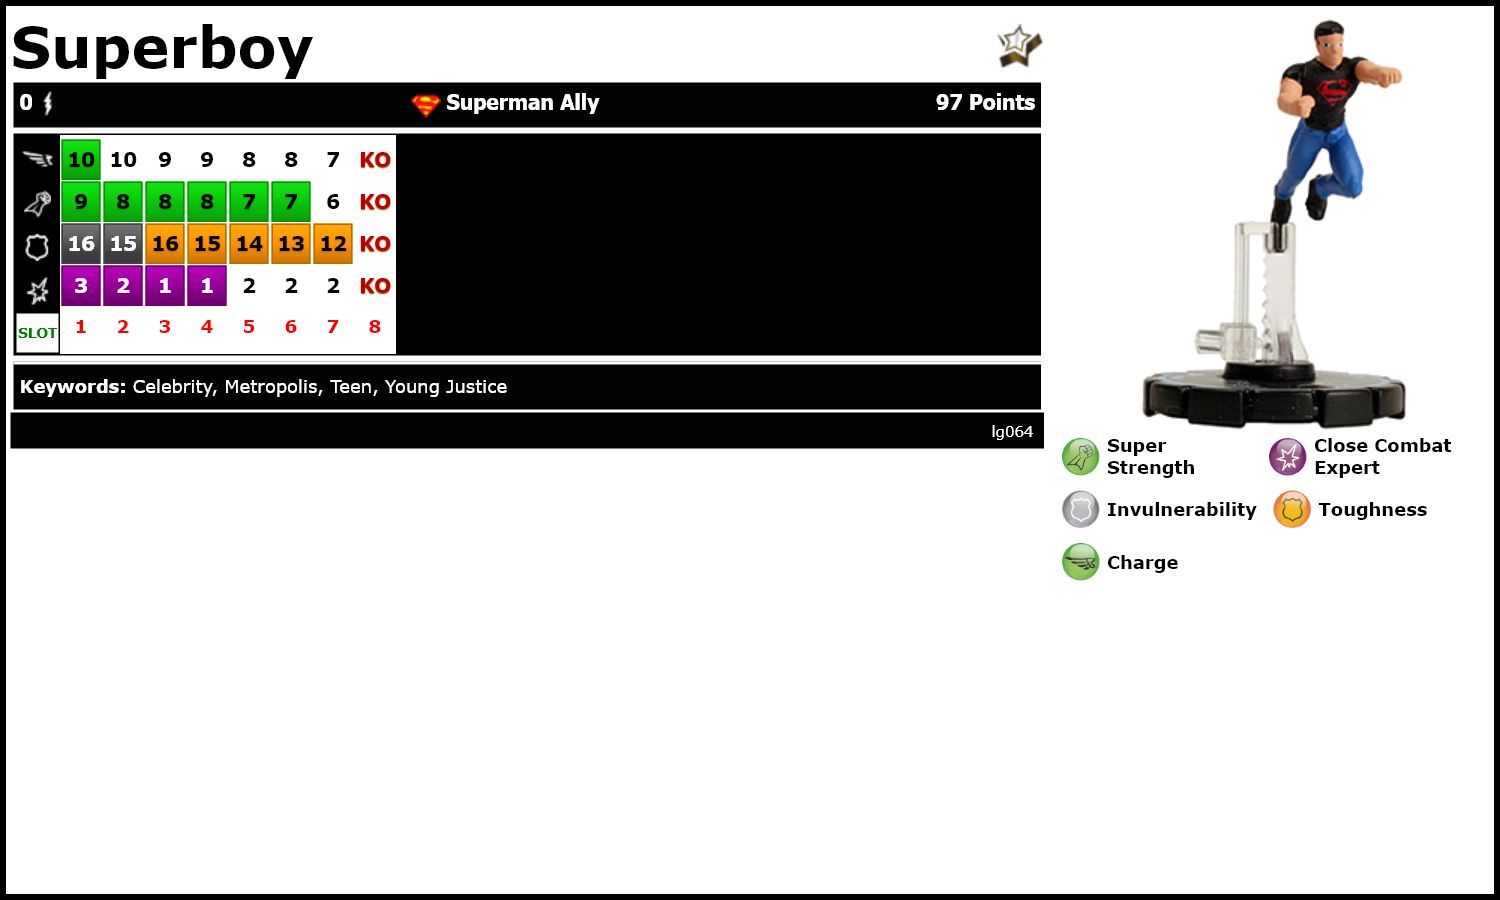 Superboy
0 Superman Ally 97 Points
10 10 9 9 8 8 7 KO
9 8 8 8 7 7 6 KO
16 15 16 15 14 13 12 KO
3 2 1 1 2 2 2 KO
SLOT 1 2 3 4 5 6 7 8
Keywords: Celebrity, Metropolis, Teen, Young Justice
lg064
Super
Strength
Close Combat
Expert
Invulnerability
Toughness
Charge